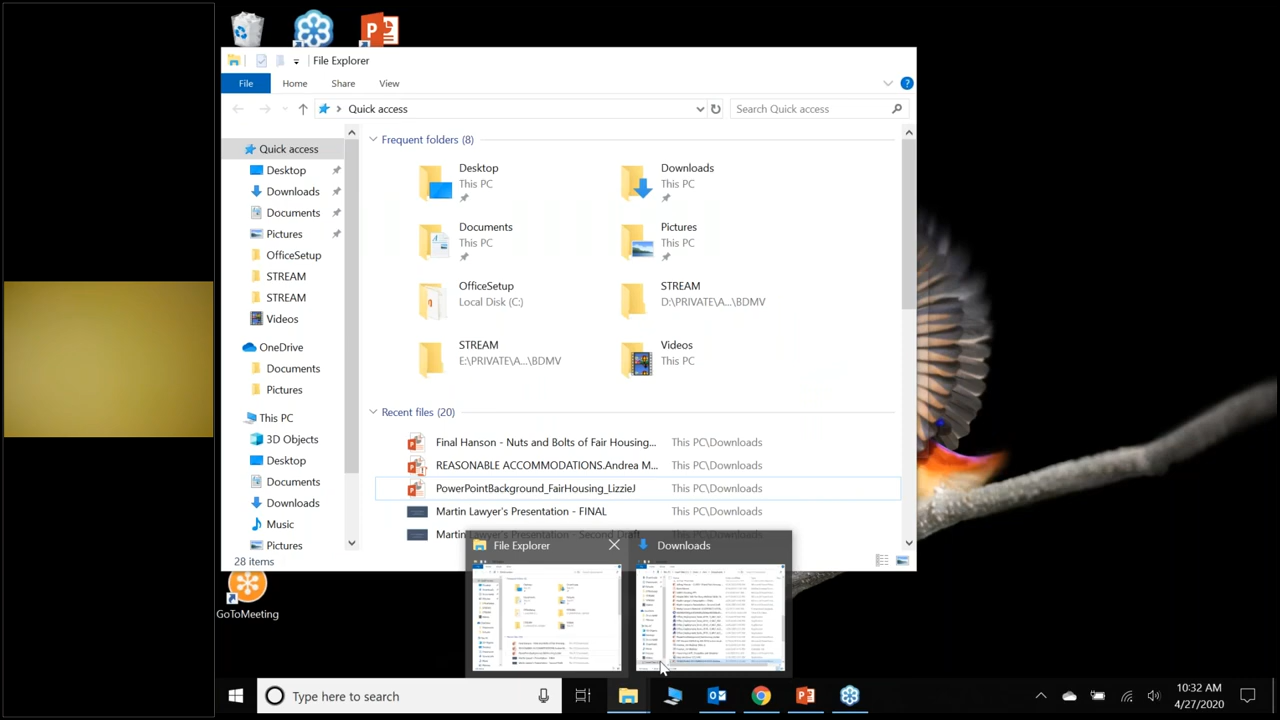 File Explorer
File
Home
Share
View
Quick access
Search Quick access
Quick access
Desktop
Downloads
Documents
Pictures
OfficeSetup
STREAM
STREAM
Videos
OneDrive
Documents
Pictures
This PC
3D Objects
Desktop
Documents
Downloads
Music
Pictures
Frequent folders (8)
Desktop
This PC
Downloads
This PC
Documents
This PC
Pictures
This PC
OfficeSetup
Local Disk (C:)
STREAM
D:\PRIVATE\A...\BDMV
STREAM
E:\PRIVATE\A...\BDMV
Videos
This PC
Recent files (20)
Final Hanson - Nuts and Bolts of Fair Housing... This PC\Downloads
REASONABLE ACCOMMODATIONS.Andrea M... This PC\Downloads
PowerPointBackground_FairHousing_LizzieJ This PC\Downloads
Martin Lawyer's Presentation - FINAL This PC\Downloads
Martin Lawyer's Presentation - Second Draft This PC\Downloads
28 items
File Explorer
Downloads
GoToMeeting
Type here to search
10:32 AM
4/27/2020